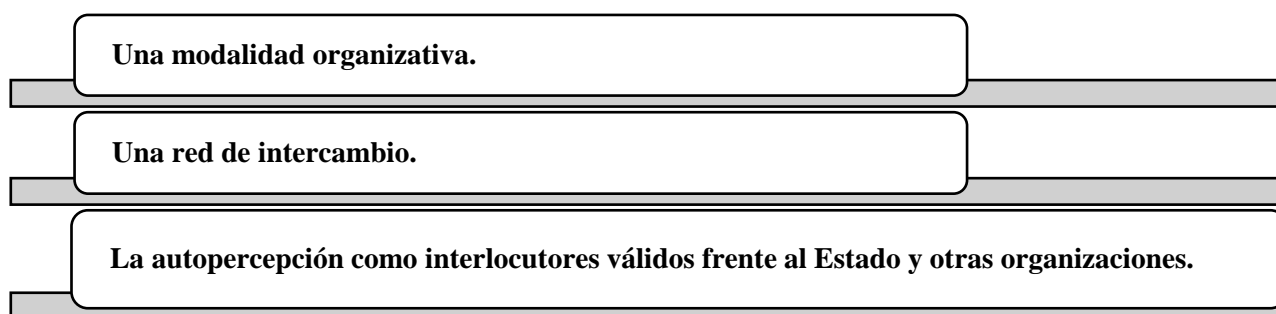 Una modalidad organizativa.
Una red de intercambio.
La autopercepción como interlocutores válidos frente al Estado y otras organizaciones.